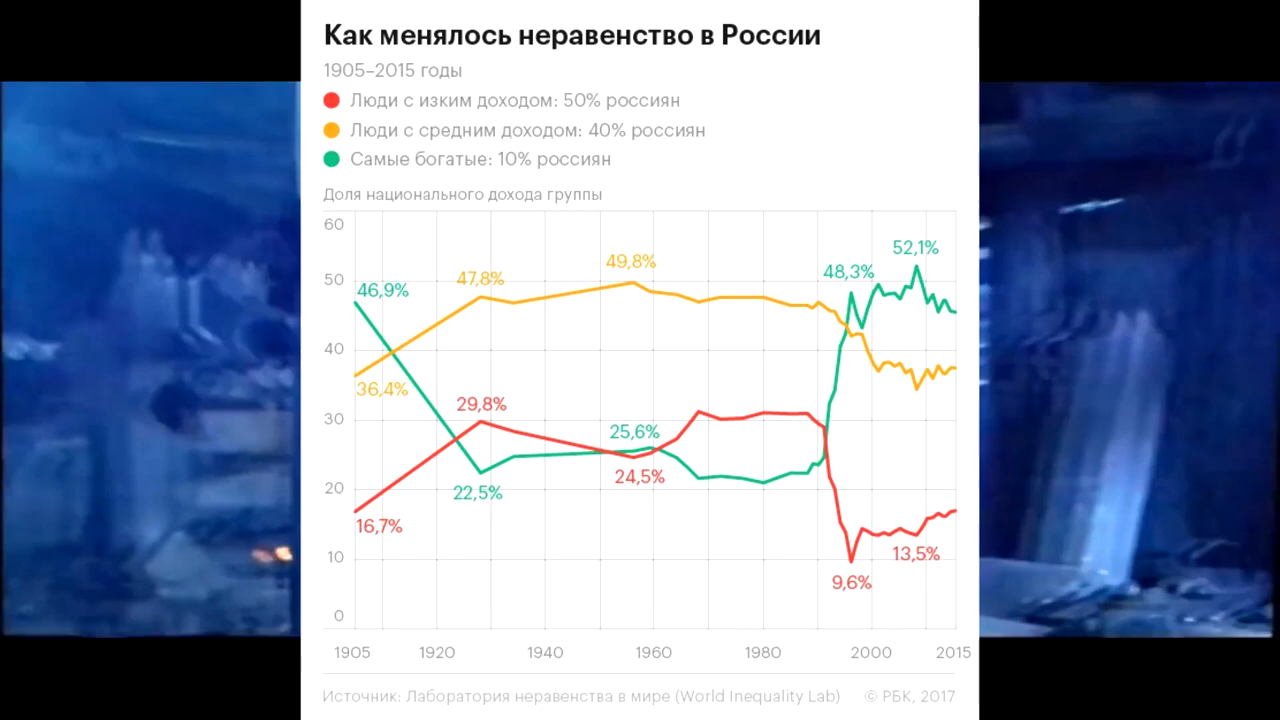 Как менялось неравенство в России
1905–2015 годы
Люди с изким доходом: 50% россиян
Люди с средним доходом: 40% россиян
Самые богатые: 10% россиян
Доля национального дохода группы
60
52,1%
48,3%
49,8%
47,8%
50
46,9%
40
36,4%
29,8%
30
25,6%
24,5%
22,5%
20
16,7%
13,5%
10
9,6%
0
1905 1920 1940 1960 1980 2000 2015
Источник: Лаборатория неравенства в мире (World Inequality Lab) © РБК, 2017